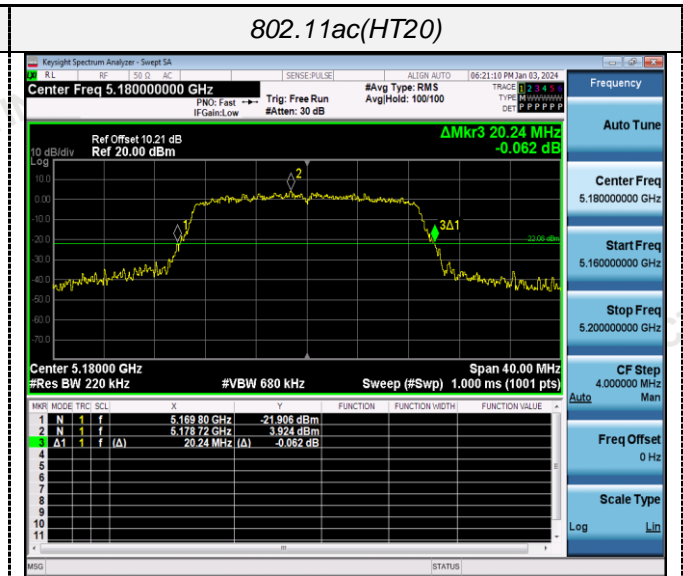 802.11ac(HT20)
Keysight Spectrum Analyzer - Swept SA
RL RF 50 Ω AC SENSE:PULSE ALIGN AUTO 06:21:10 PM Jan 03, 2024
Center Freq 5.180000000 GHz
PNO: Fast
IFGain:Low
Trig: Free Run
#Atten: 30 dB
#Avg Type: RMS
Avg|Hold: 100/100
TRACE 1 2 3 4 5 6
TYPE M W W W W W
DET P P P P P P
Frequency
Auto Tune
Ref Offset 10.21 dB
Ref 20.00 dBm
10 dB/div
Log
ΔMkr3 20.24 MHz
-0.062 dB
10.0
0.00
-10.0
-20.0
-30.0
-40.0
-50.0
-60.0
-70.0
1
2
3Δ1
-22.08 dBm
Center Freq
5.180000000 GHz
Start Freq
5.160000000 GHz
Stop Freq
5.200000000 GHz
Center 5.18000 GHz
Span 40.00 MHz
#Res BW 220 kHz #VBW 680 kHz Sweep (#Swp) 1.000 ms (1001 pts)
CF Step
4.000000 MHz
Auto Man
MKR MODE TRC SCL X Y FUNCTION FUNCTION WIDTH FUNCTION VALUE
1 N 1 f 5.169 80 GHz -21.906 dBm
2 N 1 f 5.178 72 GHz 3.924 dBm
3 Δ1 1 f (Δ) 20.24 MHz (Δ) -0.062 dB
4
5
6
7
8
9
10
11
Freq Offset
0 Hz
Scale Type
Log Lin
MSG STATUS